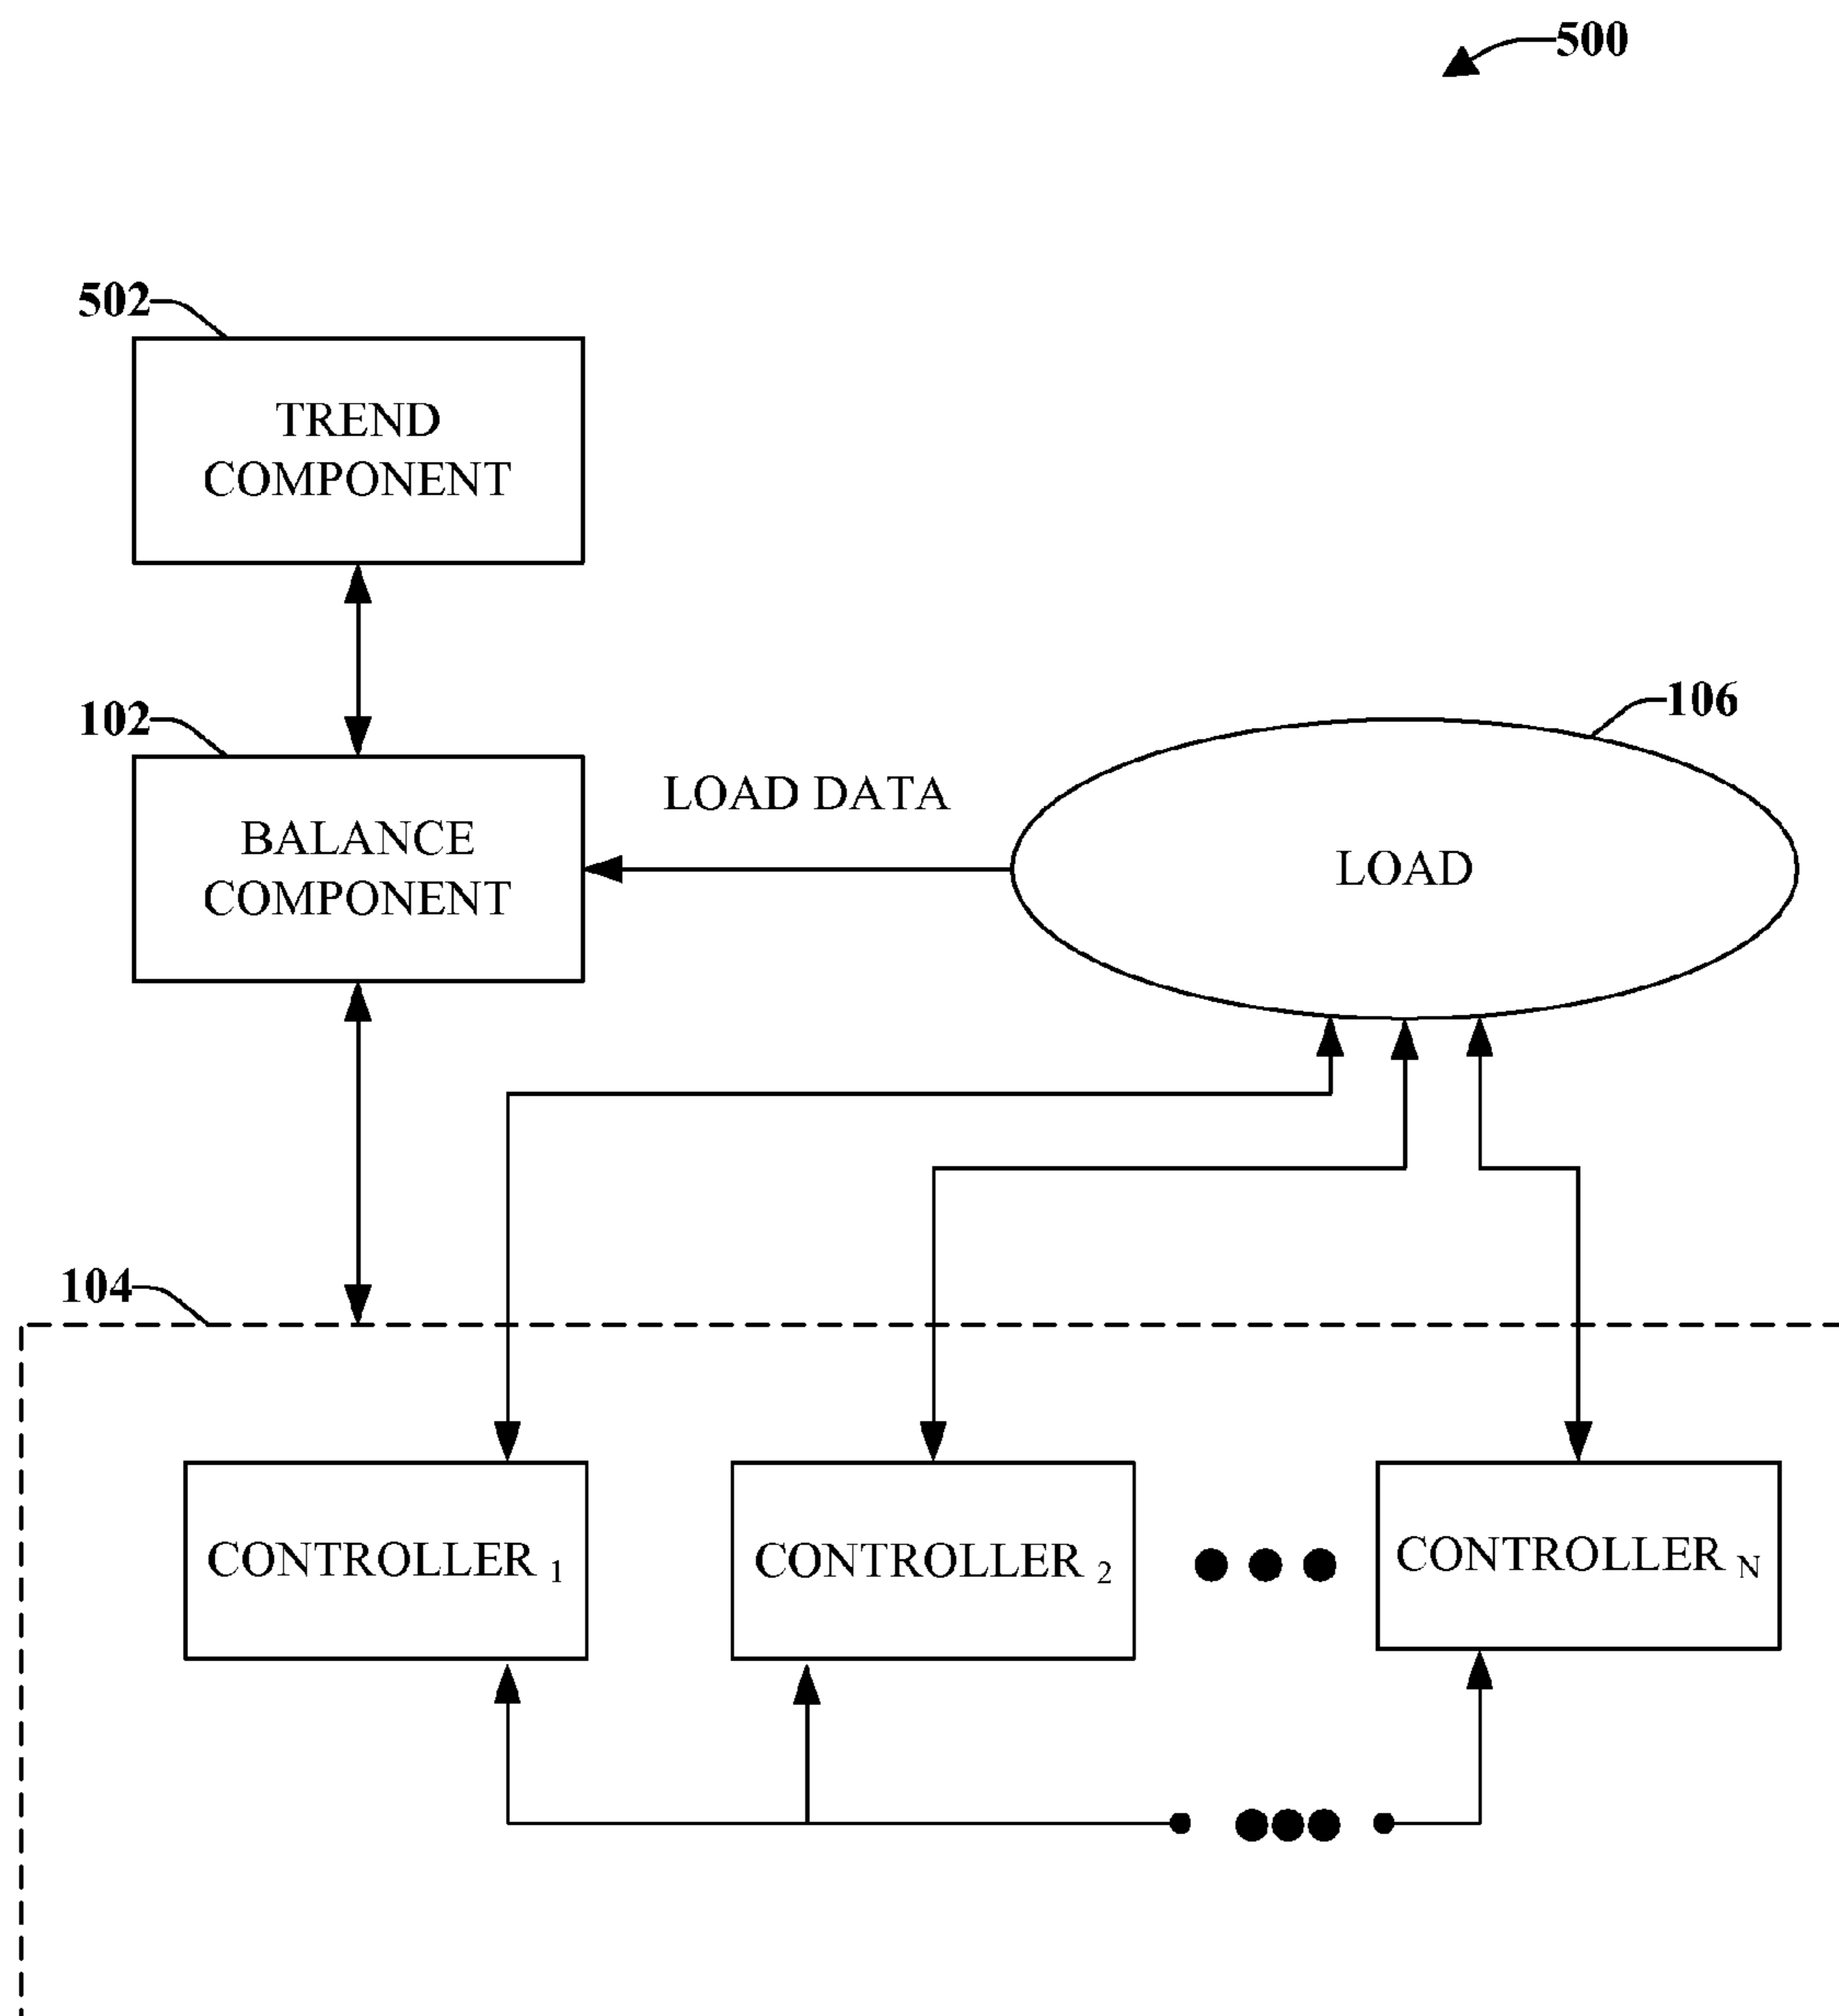 500
502
TREND
COMPONENT
102
BALANCE
COMPONENT
LOAD DATA
106
LOAD
104
CONTROLLER 1
CONTROLLER 2
CONTROLLER N